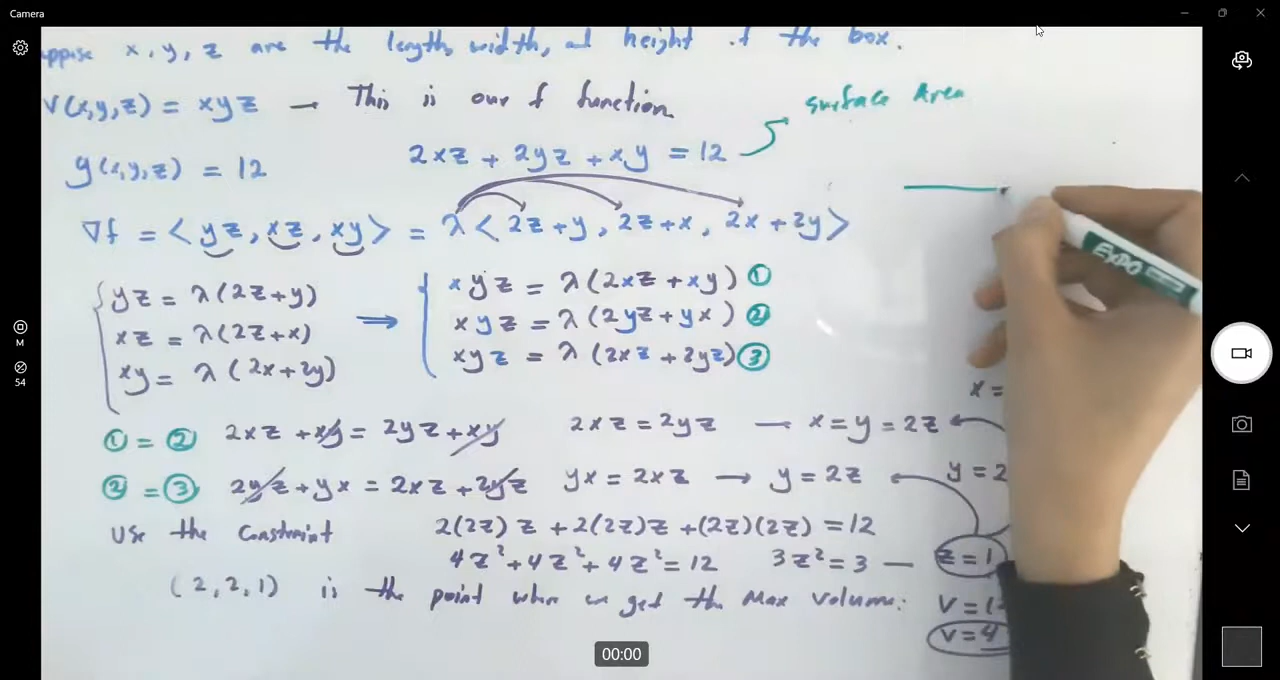 Camera
x, y, z are the length, width, and height of the box.
V(x,y,z) = xyz → This is our f function
Surface Area
g(x,y,z) = 12 2xz + 2yz + xy = 12
∇f = < yz, xz, xy > = λ < 2z+y, 2z+x, 2x+2y >
yz = λ(2z+y)
xz = λ(2z+x)
xy = λ(2x+2y)
⇒
xyz = λ(2xz + xy) ①
xyz = λ(2yz + yx) ②
xyz = λ(2xz + 2yz) ③
x =
① = ② 2xz + xy = 2yz + xy 2xz = 2yz → x = y = 2z
② = ③ 2yz + yx = 2xz + 2yz yx = 2xz → y = 2z y = 2
Use the Constraint 2(2z)z + 2(2z)z + (2z)(2z) = 12
4z² + 4z² + 4z² = 12 3z² = 3 — z = 1
(2,2,1) is the point when we get the Max Volume:
V = 4
EXPO
M
54
00:00